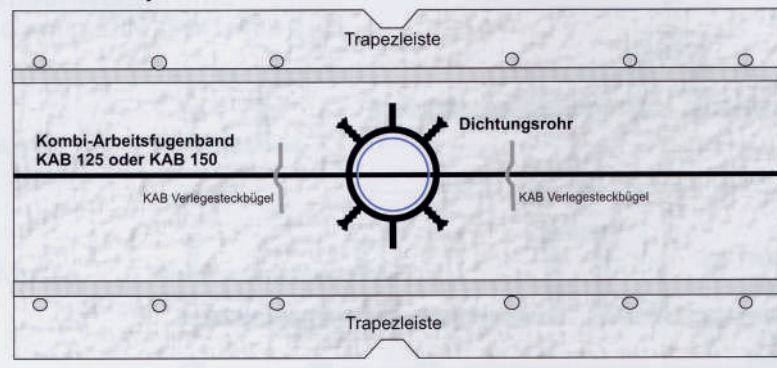 Trapezleiste
Dichtungsrohr
Kombi-Arbeitsfugenband
KAB 125 oder KAB 150
KAB Verlegesteckbügel
KAB Verlegesteckbügel
Trapezleiste